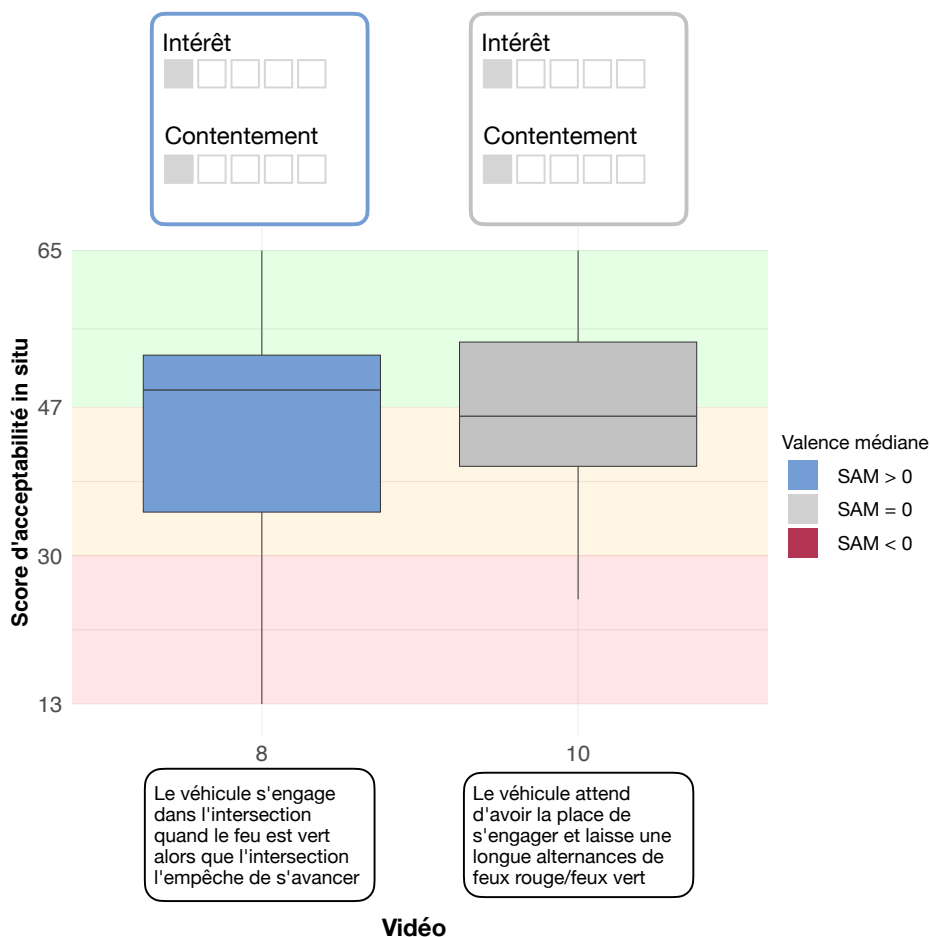 Intérêt
Contentement
Intérêt
Contentement
Score d'acceptabilité in situ
65
47
30
13
Valence médiane
SAM > 0
SAM = 0
SAM < 0
8
10
Le véhicule s'engage
dans l'intersection
quand le feu est vert
alors que l'intersection
l'empêche de s'avancer
Le véhicule attend
d'avoir la place de
s'engager et laisse une
longue alternances de
feux rouge/feux vert
Vidéo